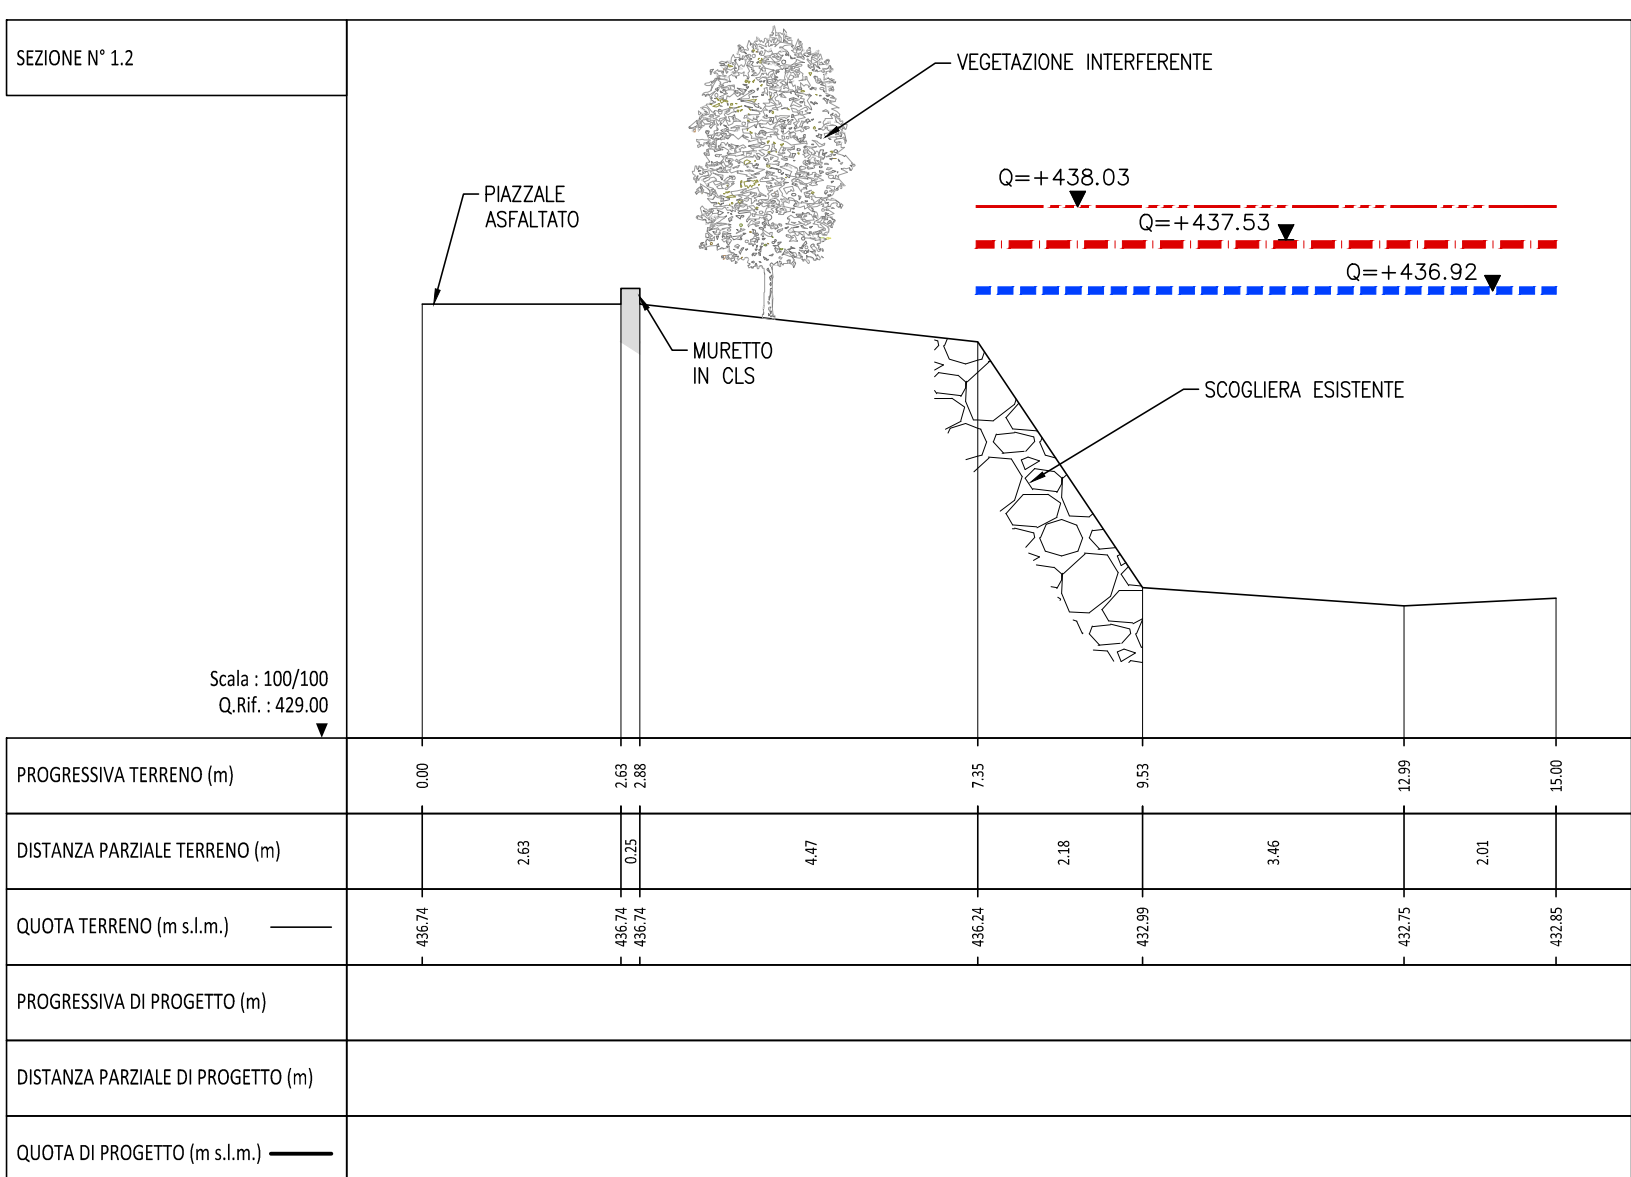 SEZIONE N° 1.2
VEGETAZIONE INTERFERENTE
Q=+438.03
PIAZZALE
ASFALTATO
Q=+437.53
Q=+436.92
MURETTO
IN CLS
SCOGLIERA ESISTENTE
Scala : 100/100
Q.Rif. : 429.00
PROGRESSIVA TERRENO (m)
0.00 2.63 2.88 7.35 9.53 12.99 15.00
DISTANZA PARZIALE TERRENO (m)
2.63 0.25 4.47 2.18 3.46 2.01
QUOTA TERRENO (m s.l.m.)
436.74 436.74 436.74 436.24 432.99 432.75 432.85
PROGRESSIVA DI PROGETTO (m)
DISTANZA PARZIALE DI PROGETTO (m)
QUOTA DI PROGETTO (m s.l.m.)